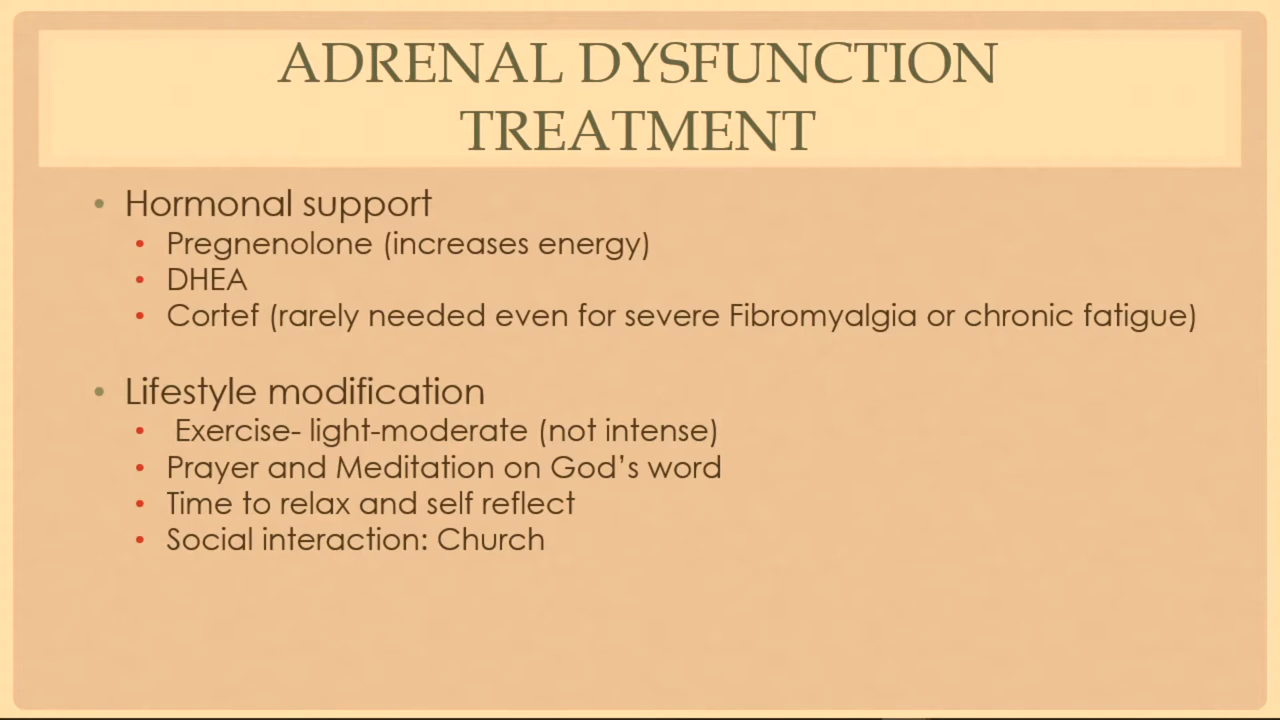 ADRENAL DYSFUNCTION
TREATMENT
• Hormonal support
• Pregnenolone (increases energy)
• DHEA
• Cortef (rarely needed even for severe Fibromyalgia or chronic fatigue)
• Lifestyle modification
• Exercise- light-moderate (not intense)
• Prayer and Meditation on God’s word
• Time to relax and self reflect
• Social interaction: Church